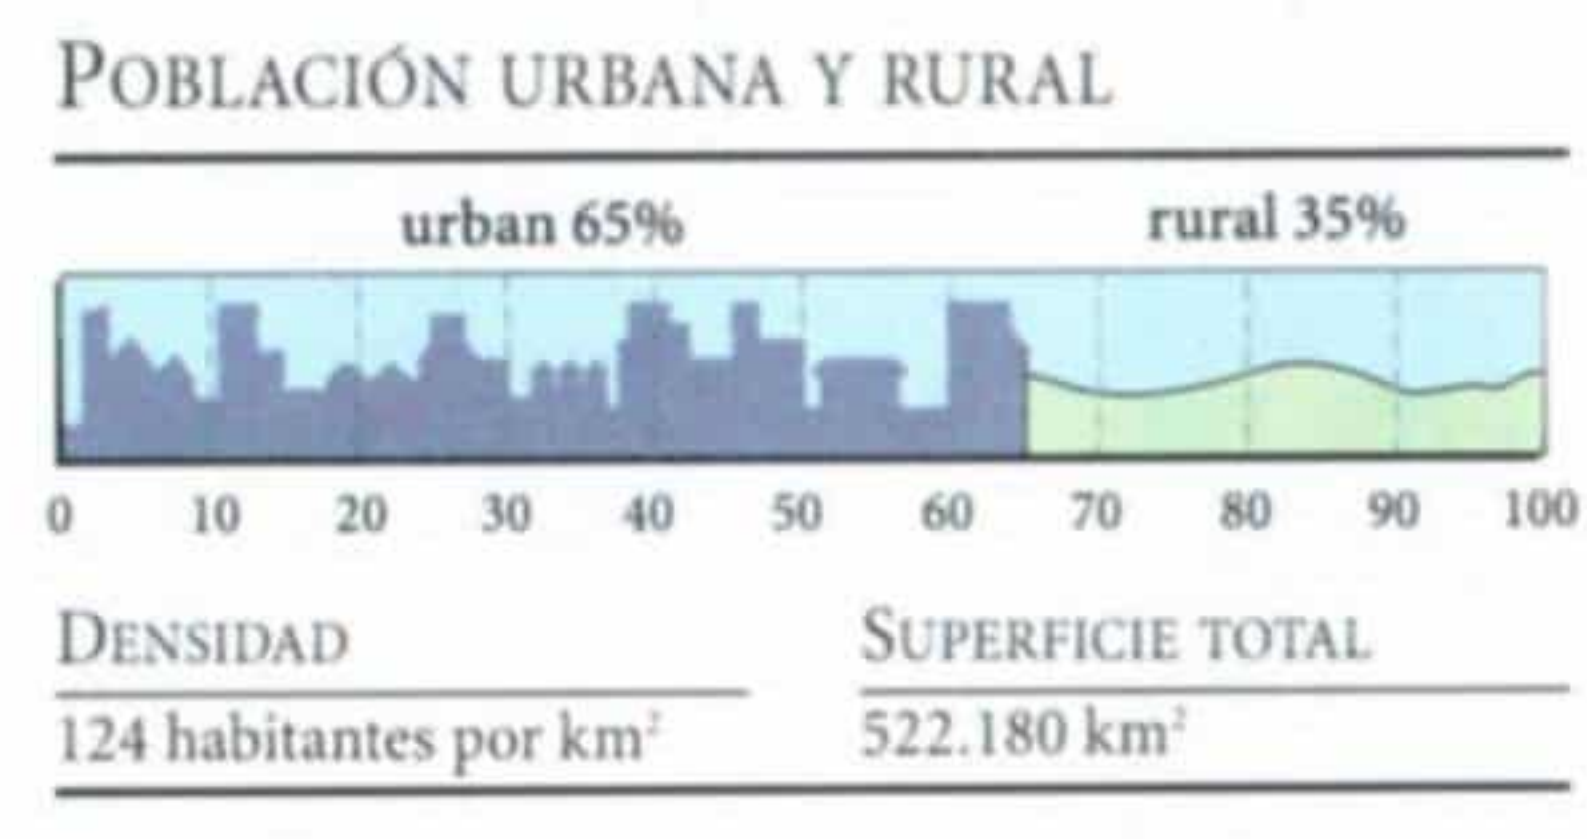 POBLACIÓN URBANA Y RURAL
urban 65% rural 35%
0 10 20 30 40 50 60 70 80 90 100
DENSIDAD SUPERFICIE TOTAL
124 habitantes por km² 522.180 km²